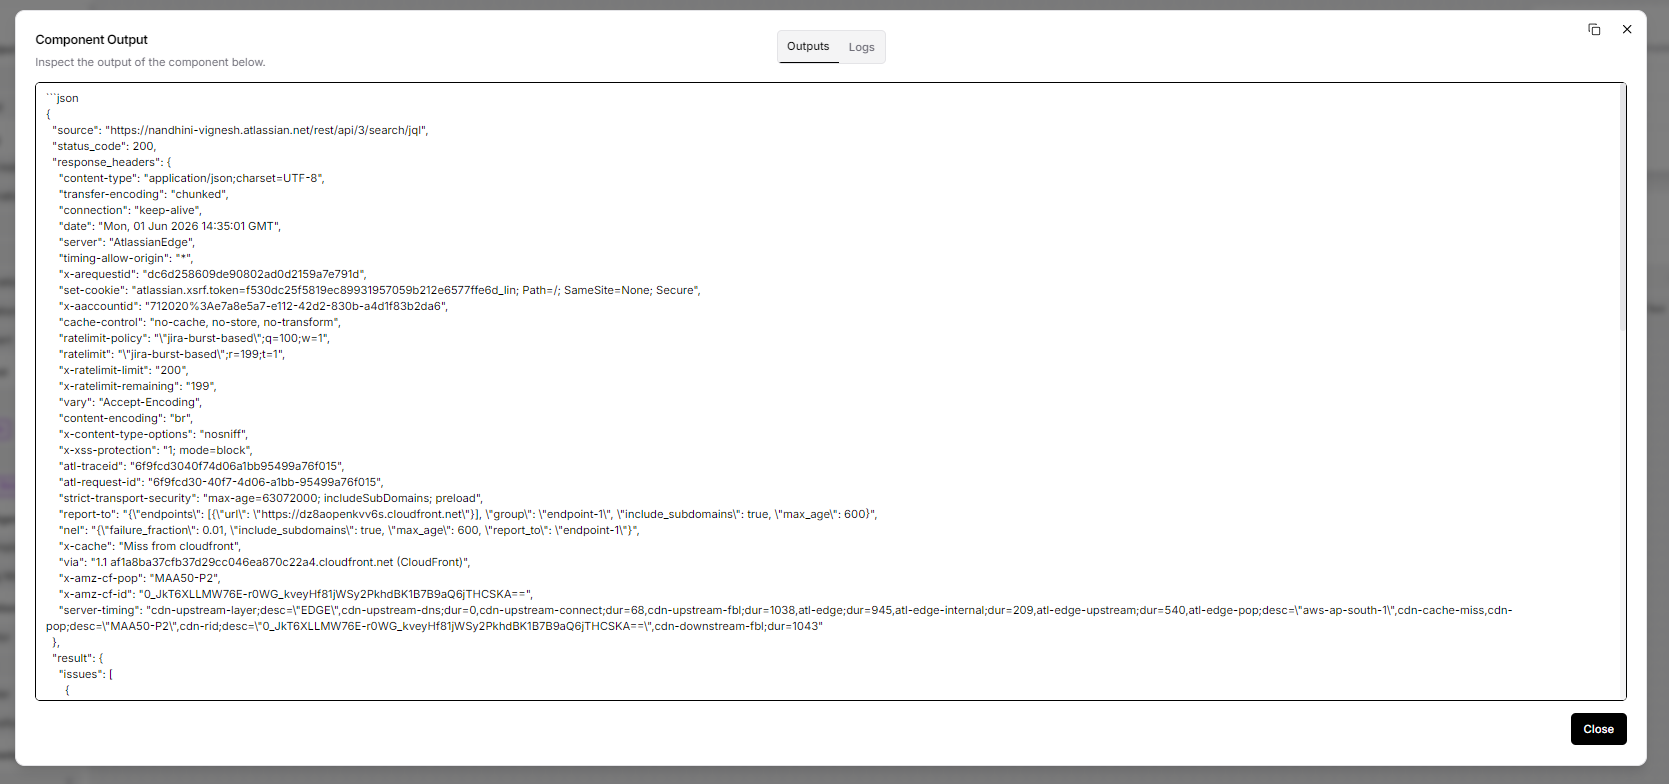 Component Output
Inspect the output of the component below.
Outputs
Logs
```json
{
  "source": "https://nandhini-vignesh.atlassian.net/rest/api/3/search/jql",
  "status_code": 200,
  "response_headers": {
    "content-type": "application/json;charset=UTF-8",
    "transfer-encoding": "chunked",
    "connection": "keep-alive",
    "date": "Mon, 01 Jun 2026 14:35:01 GMT",
    "server": "AtlassianEdge",
    "timing-allow-origin": "*",
    "x-arequestid": "dc6d258609de90802ad0d2159a7e791d",
    "set-cookie": "atlassian.xsrf.token=f530dc25f5819ec89931957059b212e6577ffe6d_lin; Path=/; SameSite=None; Secure",
    "x-aaccountid": "712020%3Ae7a8e5a7-e112-42d2-830b-a4d1f83b2da6",
    "cache-control": "no-cache, no-store, no-transform",
    "ratelimit-policy": "\"jira-burst-based\";q=100;w=1",
    "ratelimit": "\"jira-burst-based\";r=199;t=1",
    "x-ratelimit-limit": "200",
    "x-ratelimit-remaining": "199",
    "vary": "Accept-Encoding",
    "content-encoding": "br",
    "x-content-type-options": "nosniff",
    "x-xss-protection": "1; mode=block",
    "atl-traceid": "6f9fcd3040f74d06a1bb95499a76f015",
    "atl-request-id": "6f9fcd30-40f7-4d06-a1bb-95499a76f015",
    "strict-transport-security": "max-age=63072000; includeSubDomains; preload",
    "report-to": "{\"endpoints\": [{\"url\": \"https://dz8aopenkvv6s.cloudfront.net\"}], \"group\": \"endpoint-1\", \"include_subdomains\": true, \"max_age\": 600}",
    "nel": "{\"failure_fraction\": 0.01, \"include_subdomains\": true, \"max_age\": 600, \"report_to\": \"endpoint-1\"}",
    "x-cache": "Miss from cloudfront",
    "via": "1.1 af1a8ba37cfb37d29cc046ea870c22a4.cloudfront.net (CloudFront)",
    "x-amz-cf-pop": "MAA50-P2",
    "x-amz-cf-id": "0_JkT6XLLMW76E-r0WG_kveyHf81jWSy2PkhdBK1B7B9aQ6jTHCSKA==",
    "server-timing": "cdn-upstream-layer;desc=\"EDGE\",cdn-upstream-dns;dur=0,cdn-upstream-connect;dur=68,cdn-upstream-fbl;dur=1038,atl-edge;dur=945,atl-edge-internal;dur=209,atl-edge-upstream;dur=540,atl-edge-pop;desc=\"aws-ap-south-1\",cdn-cache-miss,cdn-
pop;desc=\"MAA50-P2\",cdn-rid;desc=\"0_JkT6XLLMW76E-r0WG_kveyHf81jWSy2PkhdBK1B7B9aQ6jTHCSKA==\",cdn-downstream-fbl;dur=1043"
  },
  "result": {
    "issues": [
      {
Close